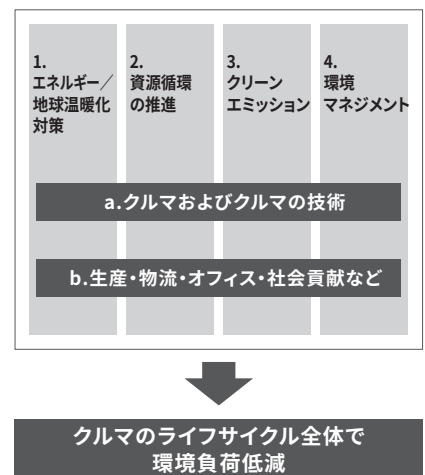 1.
エネルギー／
地球温暖化
対策
2.
資源循環
の推進
3.
クリーン
エミッション
4.
環境
マネジメント
a.クルマおよびクルマの技術
b.生産・物流・オフィス・社会貢献など
クルマのライフサイクル全体で
環境負荷低減